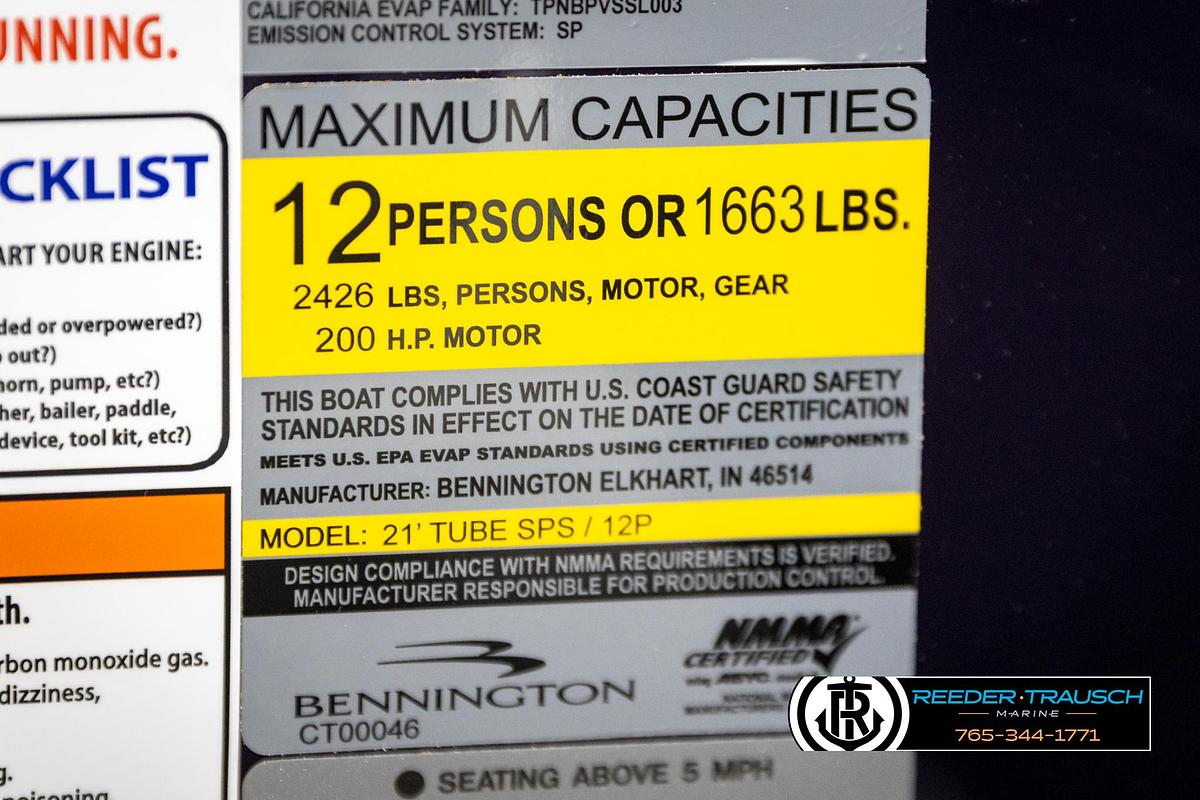 UNNING.
CKLIST
ART YOUR ENGINE:
ded or overpowered?)
out?)
horn, pump, etc?)
her, bailer, paddle,
device, tool kit, etc?)
th.
rbon monoxide gas.
dizziness,
g.
poisoning.
CALIFORNIA EVAP FAMILY: TPNBPVSSL003
EMISSION CONTROL SYSTEM: SP
MAXIMUM CAPACITIES
12 PERSONS OR 1663 LBS.
2426 LBS, PERSONS, MOTOR, GEAR
200 H.P. MOTOR
THIS BOAT COMPLIES WITH U.S. COAST GUARD SAFETY
STANDARDS IN EFFECT ON THE DATE OF CERTIFICATION
MEETS U.S. EPA EVAP STANDARDS USING CERTIFIED COMPONENTS
MANUFACTURER: BENNINGTON ELKHART, IN 46514
MODEL: 21' TUBE SPS / 12P
DESIGN COMPLIANCE WITH NMMA REQUIREMENTS IS VERIFIED.
MANUFACTURER RESPONSIBLE FOR PRODUCTION CONTROL.
BENNINGTON
CT00046
NMMA
CERTIFIED
SEATING ABOVE 5 MPH
REEDER·TRAUSCH
MARINE
765-344-1771